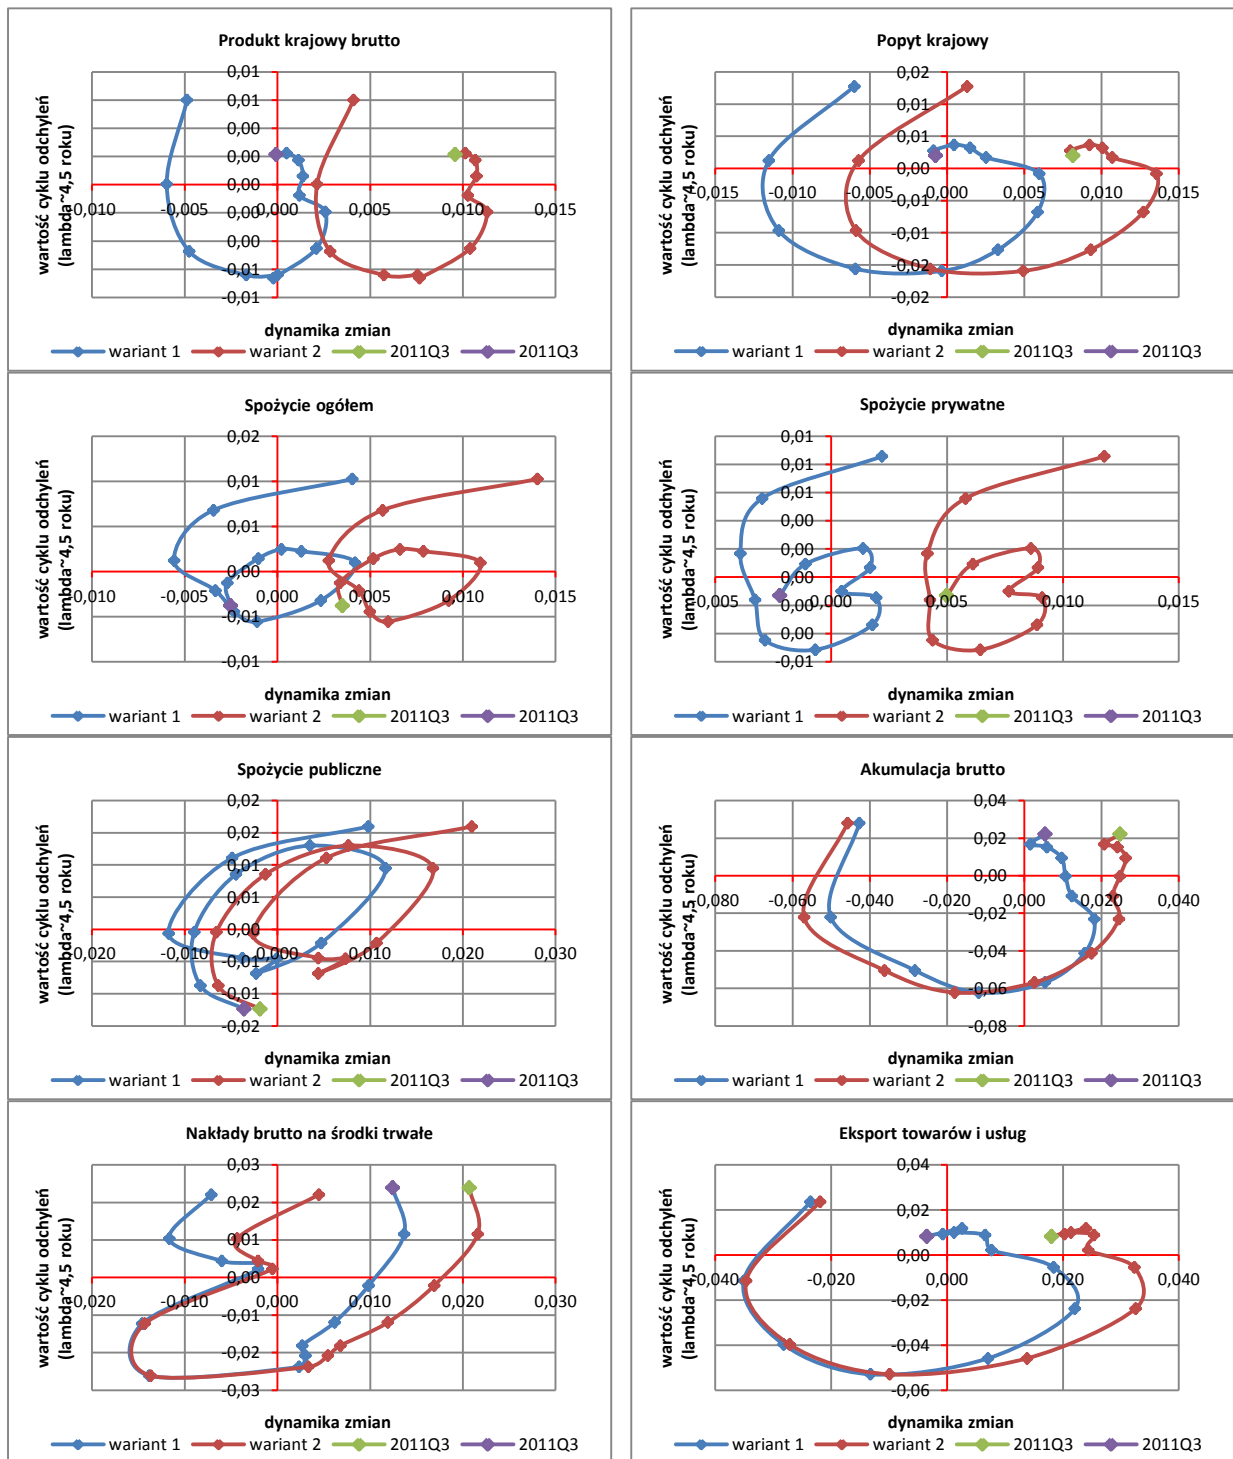 Produkt krajowy brutto
wartość cyklu odchyleń
(lambda~4,5 roku)
0,01
0,01
0,00
0,00
0,00
0,00
0,00
-0,01
-0,01
-0,010
-0,005
0,000
0,005
0,010
0,015
dynamika zmian
wariant 1
wariant 2
2011Q3
2011Q3
Popyt krajowy
wartość cyklu odchyleń
(lambda~4,5 roku)
0,02
0,01
0,01
0,00
-0,01
-0,01
-0,02
-0,02
-0,015
-0,010
-0,005
0,000
0,005
0,010
0,015
dynamika zmian
wariant 1
wariant 2
2011Q3
2011Q3
Spożycie ogółem
wartość cyklu odchyleń
(lambda~4,5 roku)
0,02
0,01
0,01
0,00
-0,01
-0,01
-0,010
-0,005
0,000
0,005
0,010
0,015
dynamika zmian
wariant 1
wariant 2
2011Q3
2011Q3
Spożycie prywatne
wartość cyklu odchyleń
(lambda~4,5 roku)
0,01
0,01
0,01
0,00
0,00
0,00
0,00
0,00
-0,01
-0,005
0,000
0,005
0,010
0,015
dynamika zmian
wariant 1
wariant 2
2011Q3
2011Q3
Spożycie publiczne
wartość cyklu odchyleń
(lambda~4,5 roku)
0,02
0,02
0,01
0,01
0,00
-0,01
-0,01
-0,02
-0,020
-0,010
0,000
0,010
0,020
0,030
dynamika zmian
wariant 1
wariant 2
2011Q3
2011Q3
Akumulacja brutto
wartość cyklu odchyleń
(lambda~4,5 roku)
0,04
0,02
0,00
-0,02
-0,04
-0,06
-0,08
-0,080
-0,060
-0,040
-0,020
0,000
0,020
0,040
dynamika zmian
wariant 1
wariant 2
2011Q3
2011Q3
Nakłady brutto na środki trwałe
wartość cyklu odchyleń
(lambda~4,5 roku)
0,03
0,02
0,01
0,00
-0,01
-0,02
-0,03
-0,020
-0,010
0,000
0,010
0,020
0,030
dynamika zmian
wariant 1
wariant 2
2011Q3
2011Q3
Eksport towarów i usług
wartość cyklu odchyleń
(lambda~4,5 roku)
0,04
0,02
0,00
-0,02
-0,04
-0,06
-0,040
-0,020
0,000
0,020
0,040
dynamika zmian
wariant 1
wariant 2
2011Q3
2011Q3